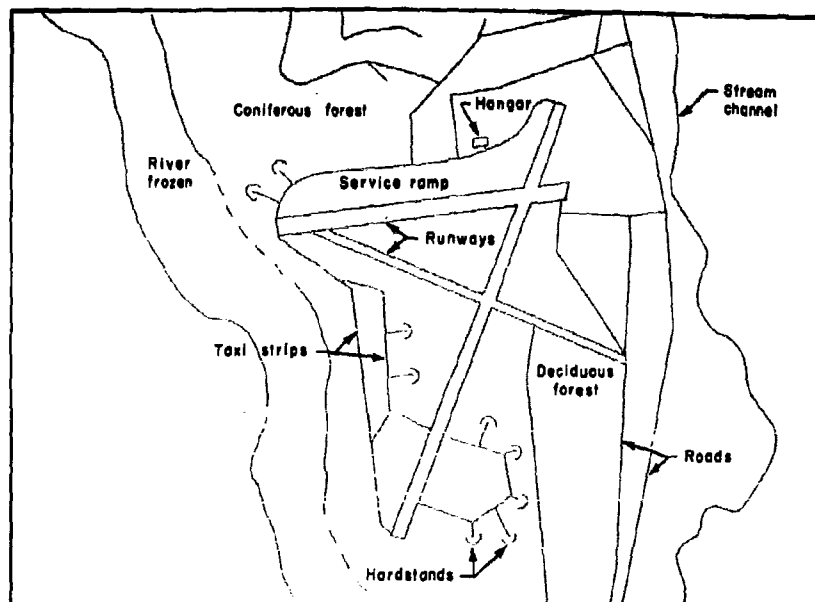 Hangar
Stream
channel
Coniferous forest
River
frozen
Service ramp
Runways
Taxi strips
Deciduous
forest
Roads
Hardstands